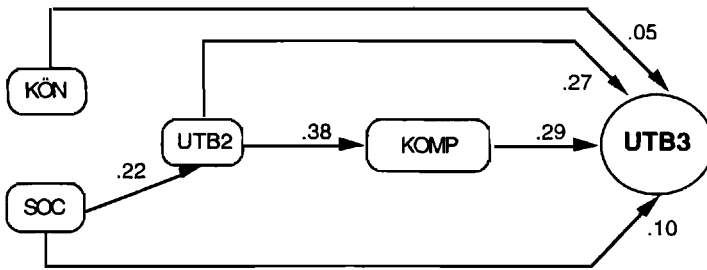 .05
KÖN
.27
UTB2
.38
KOMP
.29
UTB3
.22
SOC
.10